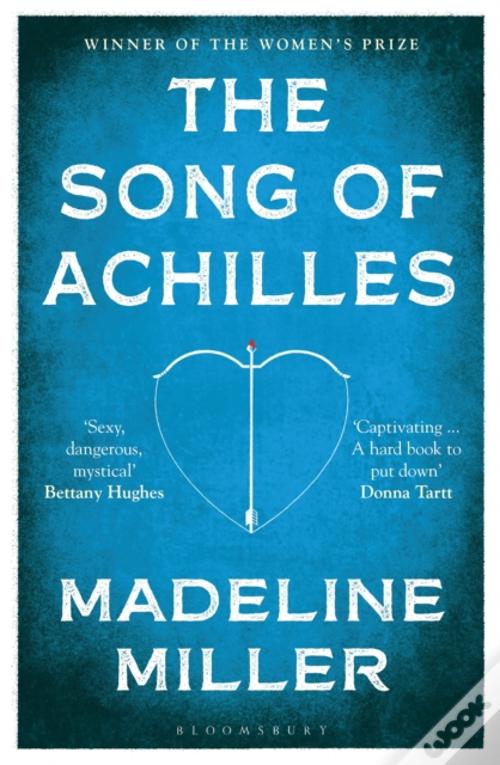 WINNER OF THE WOMEN'S PRIZE
THE
SONG OF
ACHILLES
‘Sexy,
dangerous,
mystical’
Bettany Hughes
‘Captivating ...
A hard book to
put down’
Donna Tartt
MADELINE
MILLER
BLOOMSBURY
WOOK